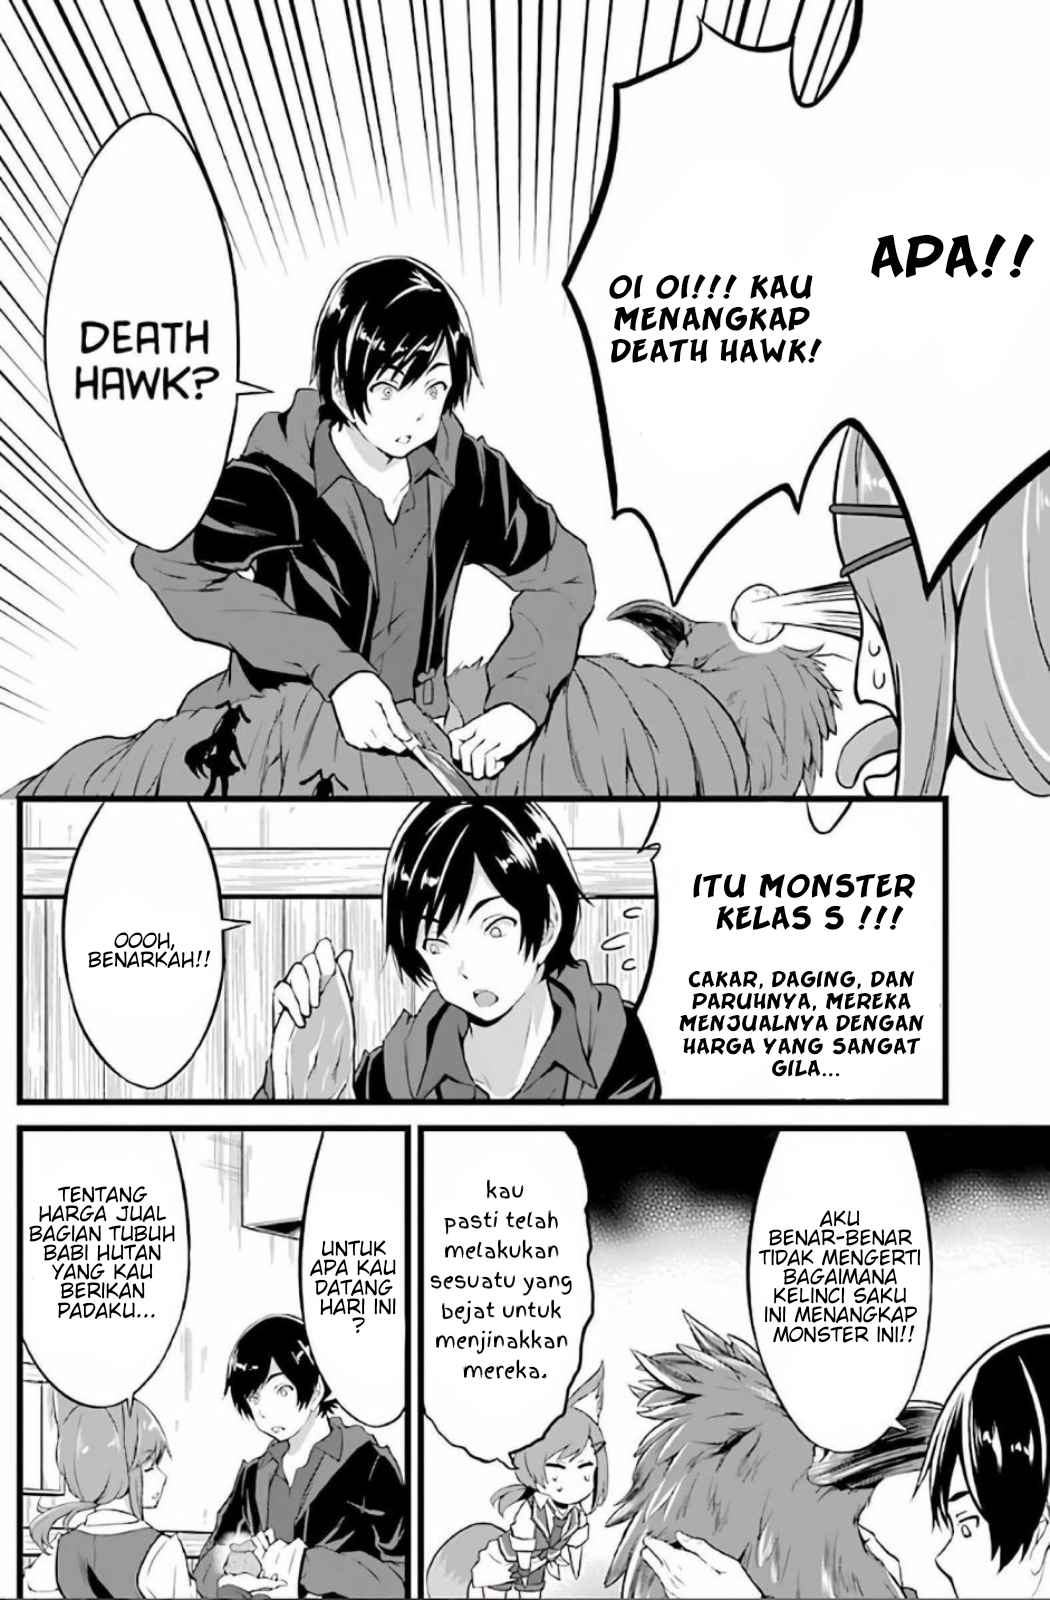 APA!!
OI OI!!! KAU
MENANGKAP
DEATH HAWK!
DEATH
HAWK?
ITU MONSTER
KELAS S !!!
CAKAR, DAGING, DAN
PARUHNYA, MEREKA
MENJUALNYA DENGAN
HARGA YANG SANGAT
GILA...
OOOH,
BENARKAH!!
AKU
BENAR-BENAR
TIDAK MENGERTI
BAGAIMANA
KELINCI SAKU
INI MENANGKAP
MONSTER INI!!
kau
pasti telah
melakukan
sesuatu yang
bejat untuk
menjinakkan
mereka.
UNTUK
APA KAU
DATANG
HARI INI
?
TENTANG
HARGA JUAL
BAGIAN TUBUH
BABI HUTAN
YANG KAU
BERIKAN
PADAKU...